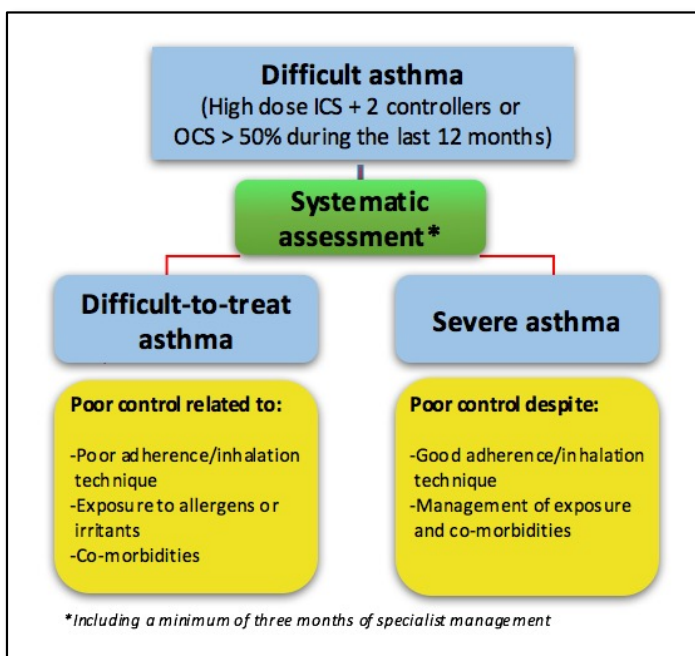 Difficult asthma
(High dose ICS + 2 controllers or
OCS > 50% during the last 12 months)
Systematic
assessment*
Difficult-to-treat
asthma
Severe asthma
Poor control related to:
-Poor adherence/inhalation
technique
-Exposure to allergens or
irritants
-Co-morbidities
Poor control despite:
-Good adherence/inhalation
technique
-Management of exposure
and co-morbidities
*Including a minimum of three months of specialist management